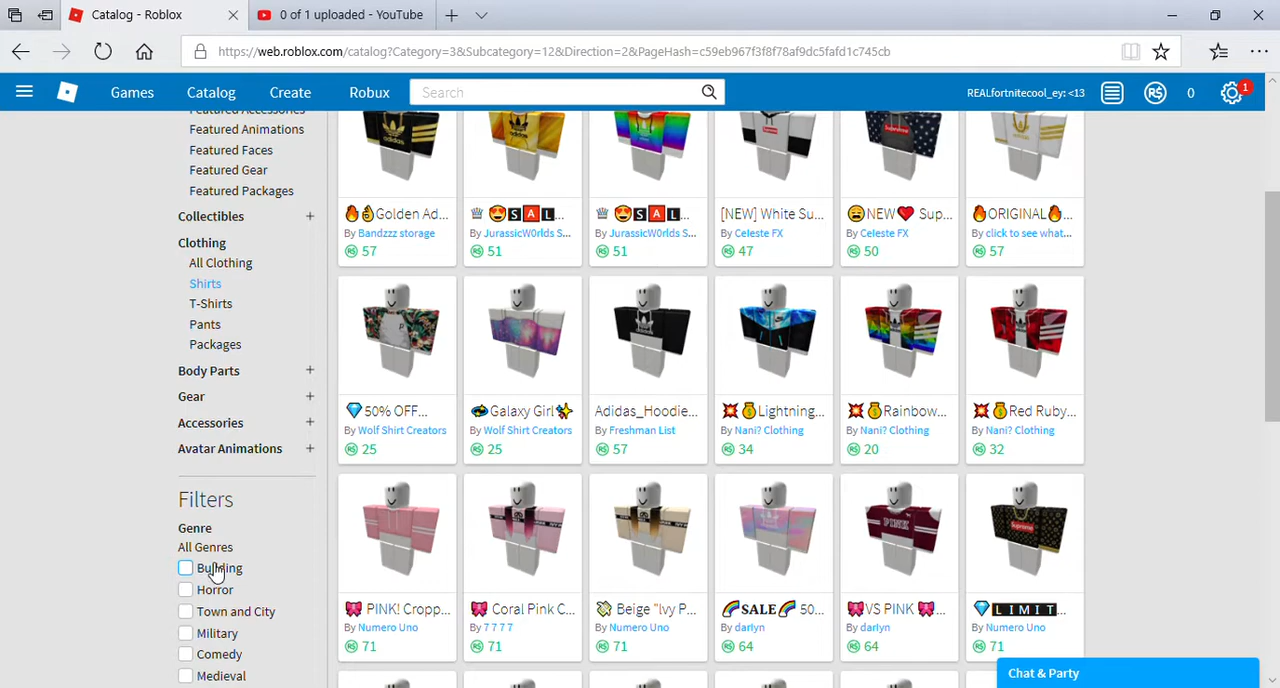 Catalog - Roblox
0 of 1 uploaded - YouTube
https://web.roblox.com/catalog?Category=3&Subcategory=12&Direction=2&PageHash=c59eb967f3f8f78af9dc5fafd1c745cb
Games Catalog Create Robux Search REALfortnitecool_ey: <13 0 1
Featured Accessories
Featured Animations
Featured Faces
Featured Gear
Featured Packages
Collectibles +
Clothing
All Clothing
Shirts
T-Shirts
Pants
Packages
Body Parts +
Gear +
Accessories +
Avatar Animations +
Filters
Genre
All Genres
Building
Horror
Town and City
Military
Comedy
Medieval
🔥👌Golden Ad...
By Bandzzz storage
57
♕ 😍🆂🅰🅻...
By JurassicW0rlds S...
51
♕ 😍🆂🅰🅻...
By JurassicW0rlds S...
51
[NEW] White Su...
By Celeste FX
47
😩NEW❤️ Sup...
By Celeste FX
50
🔥ORIGINAL🔥...
By click to see what...
57
💎50% OFF...
By Wolf Shirt Creators
25
Galaxy Girl✨
By Wolf Shirt Creators
25
Adidas_Hoodie...
By Freshman List
57
💥💰Lightning...
By Nani? Clothing
34
💥💰Rainbow...
By Nani? Clothing
20
💥💰Red Ruby...
By Nani? Clothing
32
🎀 PINK! Cropp...
By Numero Uno
71
🎀 Coral Pink C...
By 7 7 7 7
71
Beige "Ivy P...
By Numero Uno
71
🌈𝐒𝐀𝐋𝐄🌈 50...
By darlyn
64
🎀VS PINK 🎀...
By darlyn
64
💎🄻🄸🄼🄸🅃...
By Numero Uno
71
adidas
Supreme
PINK
Supreme
Chat & Party